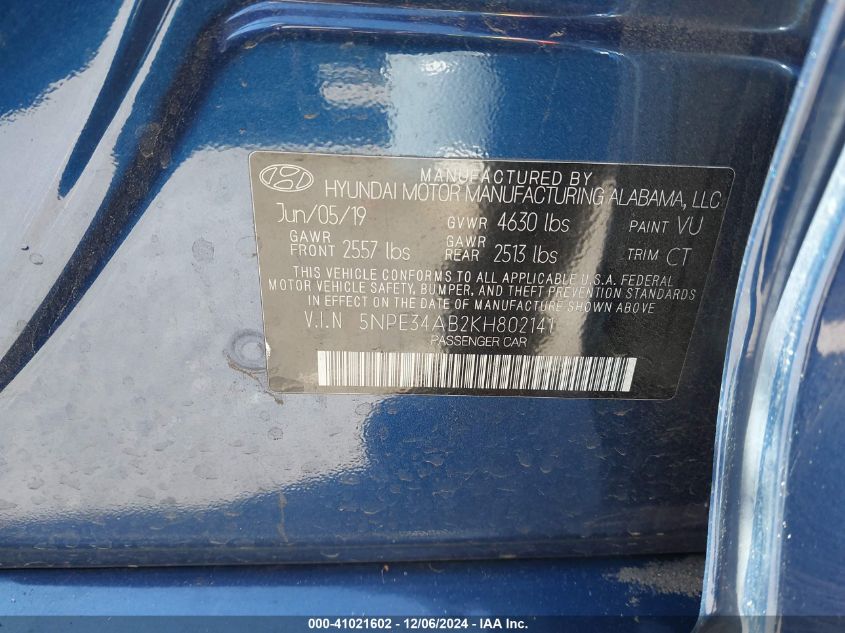 MANUFACTURED BY
HYUNDAI MOTOR MANUFACTURING ALABAMA, LLC
Jun/05/19 GVWR 4630 lbs PAINT VU
GAWR FRONT 2557 lbs GAWR REAR 2513 lbs TRIM CT
THIS VEHICLE CONFORMS TO ALL APPLICABLE U.S.A. FEDERAL
MOTOR VEHICLE SAFETY, BUMPER, AND THEFT PREVENTION STANDARDS
IN EFFECT ON THE DATE OF MANUFACTURE SHOWN ABOVE.
V.I.N 5NPE34AB2KH802141
PASSENGER CAR
000-41021602 - 12/06/2024 - IAA Inc.